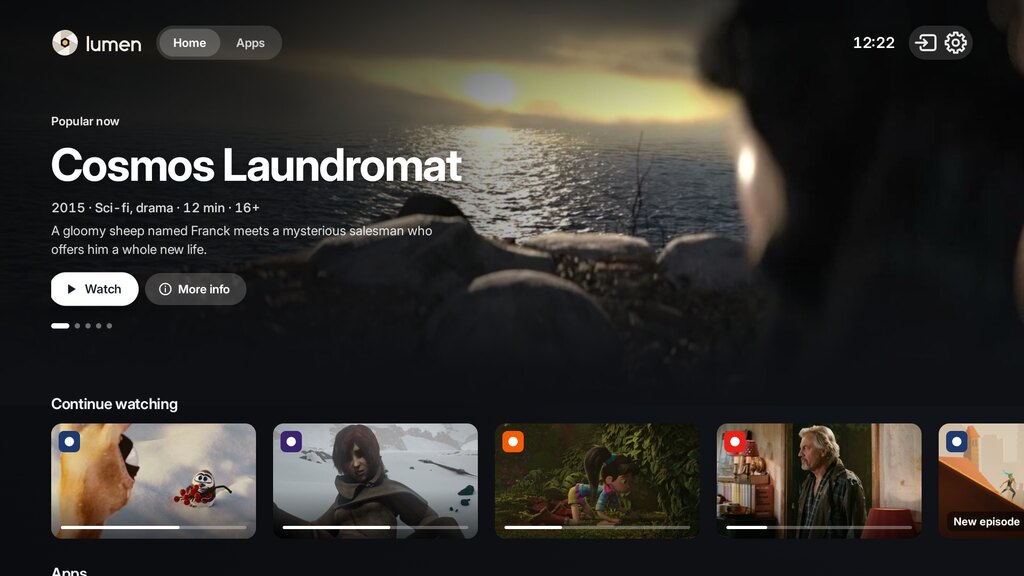 lumen
Home
Apps
12:22
Popular now
Cosmos Laundromat
2015 · Sci-fi, drama · 12 min · 16+
A gloomy sheep named Franck meets a mysterious salesman who
offers him a whole new life.
Watch
More info
Continue watching
New episode
Apps